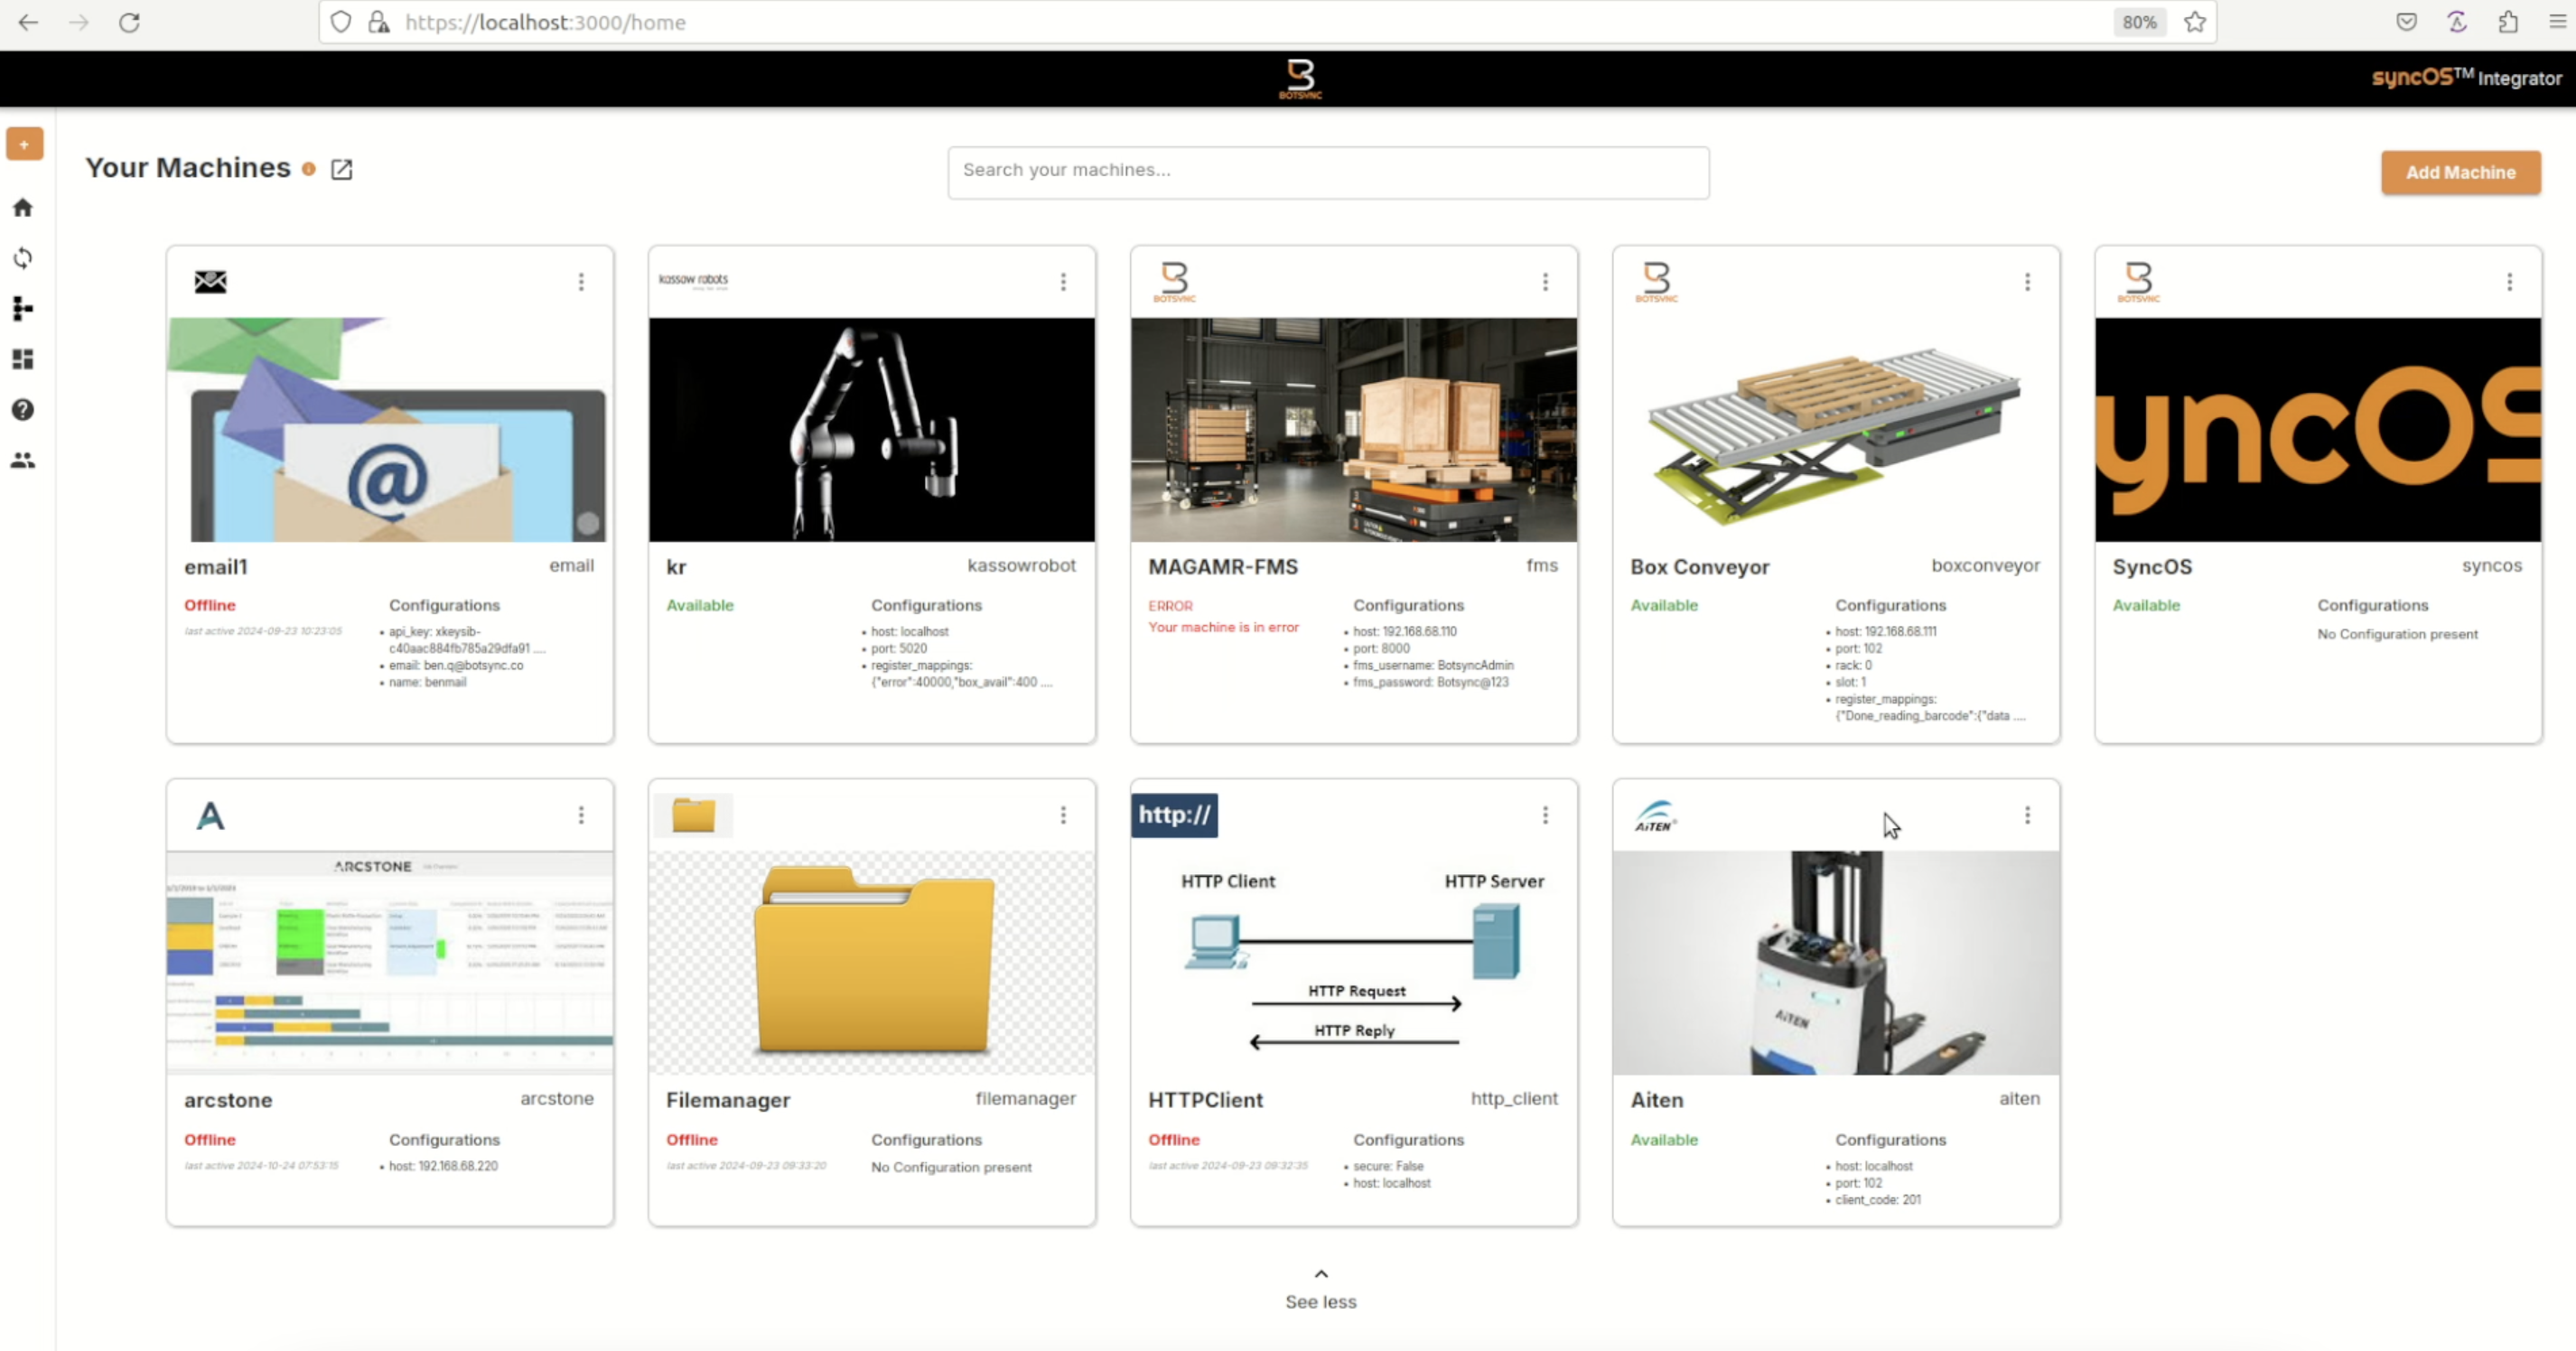 https://localhost:3000/home
80%
BOTSYNC
syncOS™ Integrator
+
Your Machines
Search your machines...
Add Machine
kassow robots
BOTSYNC
BOTSYNC
BOTSYNC
@
yncOS
email1 email
Offline
last active 2024-09-23 10:23:05
Configurations
• api_key: xkeysib-
c40aac884fb785a29dfa91 ....
• email: ben.q@botsync.co
• name: benmail
kr kassowrobot
Available
Configurations
• host: localhost
• port: 5020
• register_mappings:
{"error":40000,"box_avail":400 ....
MAGAMR-FMS fms
ERROR
Your machine is in error
Configurations
• host: 192.168.68.110
• port: 8000
• fms_username: BotsyncAdmin
• fms_password: Botsync@123
Box Conveyor boxconveyor
Available
Configurations
• host: 192.168.68.111
• port: 102
• rack: 0
• slot: 1
• register_mappings:
{"Done_reading_barcode":{"data ....
SyncOS syncos
Available
Configurations
No Configuration present
A
ARCSTONE
arcstone arcstone
Offline
last active 2024-10-24 07:53:15
Configurations
• host: 192.168.68.220
Filemanager filemanager
Offline
last active 2024-09-23 09:33:20
Configurations
No Configuration present
http://
HTTP Client HTTP Server
HTTP Request
HTTP Reply
HTTPClient http_client
Offline
last active 2024-09-23 09:32:35
Configurations
• secure: False
• host: localhost
AiTEN
AiTEN
Aiten aiten
Available
Configurations
• host: localhost
• port: 102
• client_code: 201
See less